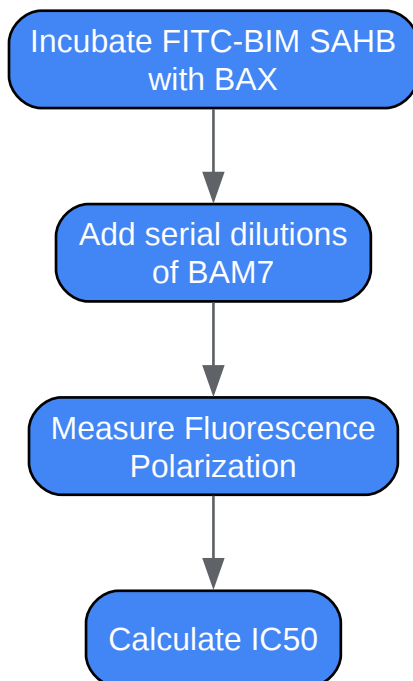 Incubate FITC-BIM SAHB
with BAX
Add serial dilutions
of BAM7
Measure Fluorescence
Polarization
Calculate IC50